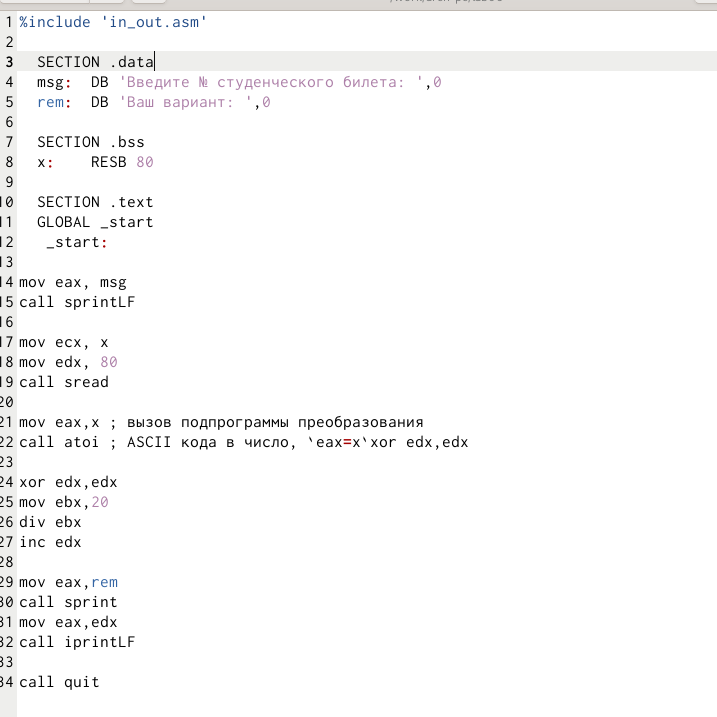 1 %include 'in_out.asm'
2
3 SECTION .data
4 msg: DB 'Введите № студенческого билета: ',0
5 rem: DB 'Ваш вариант: ',0
6
7 SECTION .bss
8 x: RESB 80
9
10 SECTION .text
11 GLOBAL _start
12 _start:
13
14 mov eax, msg
15 call sprintLF
16
17 mov ecx, x
18 mov edx, 80
19 call sread
20
21 mov eax,x ; вызов подпрограммы преобразования
22 call atoi ; ASCII кода в число, `eax=x`xor edx,edx
23
24 xor edx,edx
25 mov ebx,20
26 div ebx
27 inc edx
28
29 mov eax,rem
30 call sprint
31 mov eax,edx
32 call iprintLF
33
34 call quit